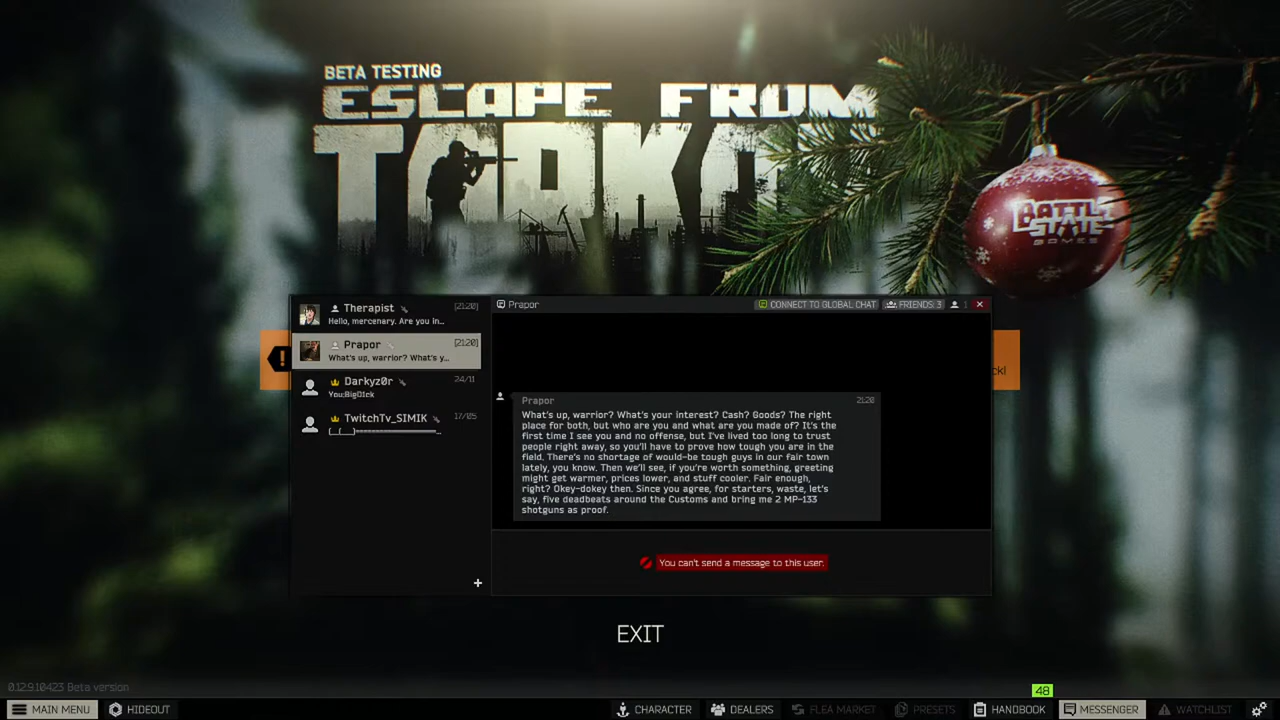 BETA TESTING
ESCAPE FROM
TARKO
BATTLE
STATE
GAMES
Therapist
[21:20]
Hello, mercenary. Are you in...
Prapor
[21:20]
What's up, warrior? What's y...
Darkyz0r
24/11
You:BigD1ck
TwitchTv_SIMIK
17/05
Prapor
CONNECT TO GLOBAL CHAT
FRIENDS: 3
1
ck!
Prapor
21:20
What's up, warrior? What's your interest? Cash? Goods? The right
place for both, but who are you and what are you made of? It's the
first time I see you and no offense, but I've lived too long to trust
people right away, so you'll have to prove how tough you are in the
field. There's no shortage of would-be tough guys in our fair town
lately, you know. Then we'll see, if you're worth something, greeting
might get warmer, prices lower, and stuff cooler. Fair enough,
right? Okey-dokey then. Since you agree, for starters, waste, let's
say, five deadbeats around the Customs and bring me 2 MP-133
shotguns as proof.
You can't send a message to this user.
+
EXIT
0.12.9.10423 Beta version
48
MAIN MENU
HIDEOUT
CHARACTER
DEALERS
FLEA MARKET
PRESETS
HANDBOOK
MESSENGER
WATCHLIST